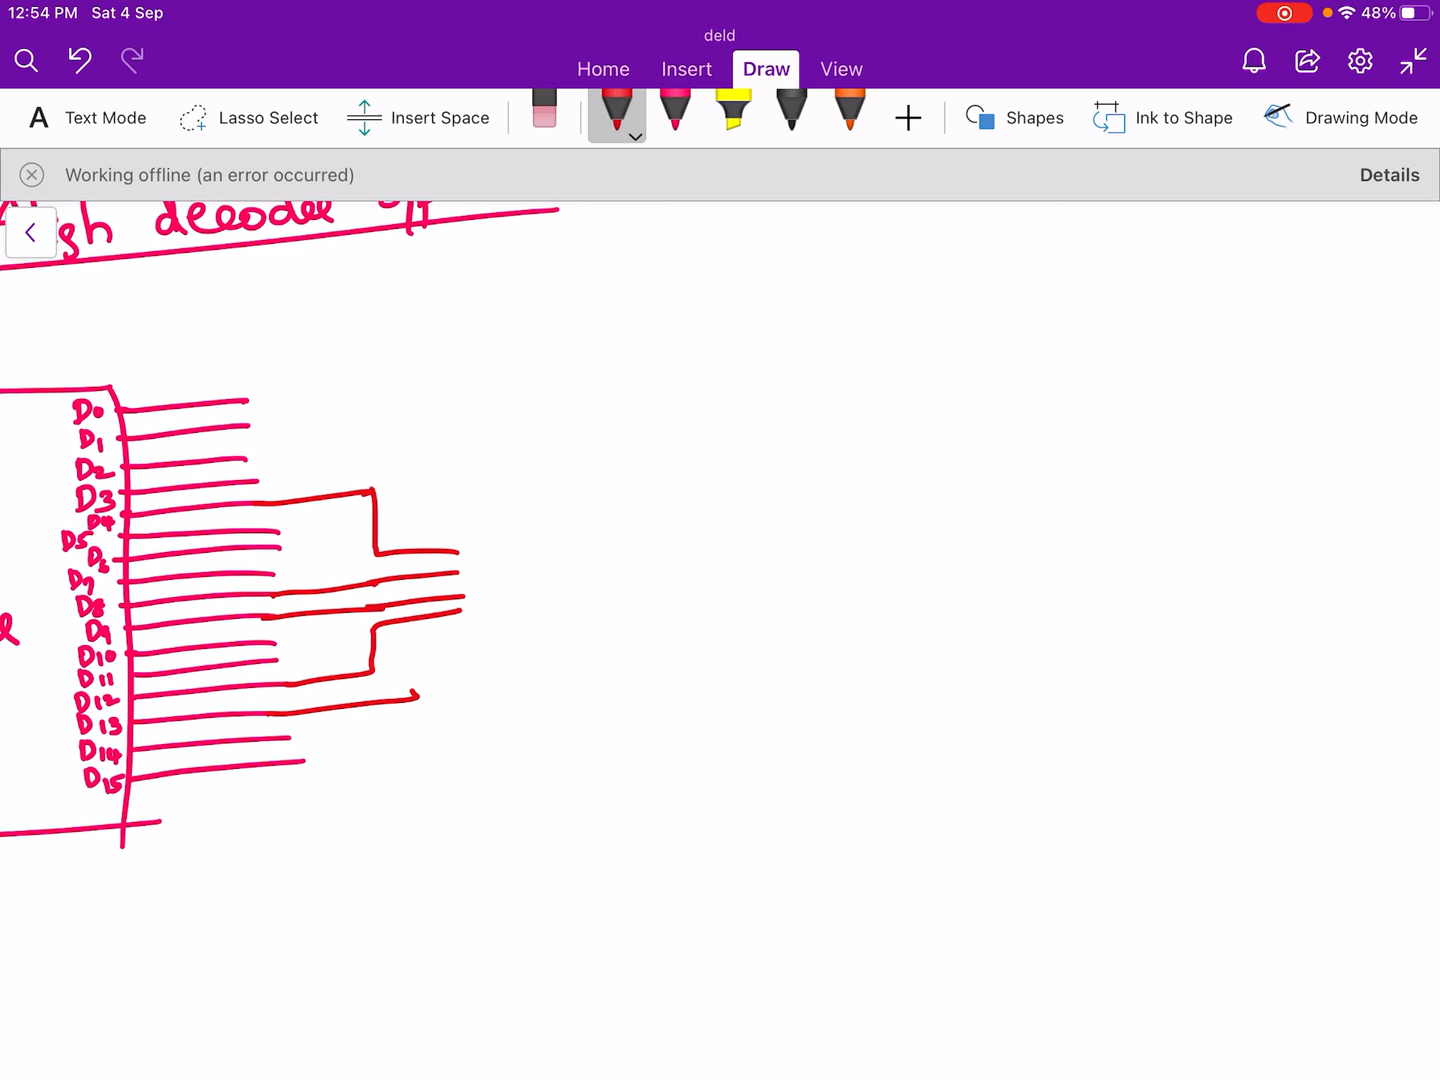 12:54 PM Sat 4 Sep 48%
deld
Home Insert Draw View
A Text Mode Lasso Select Insert Space Shapes Ink to Shape Drawing Mode
Working offline (an error occurred) Details
decoder o/p
D0
D1
D2
D3
D4
D5
D6
D7
D8
D9
D10
D11
D12
D13
D14
D15